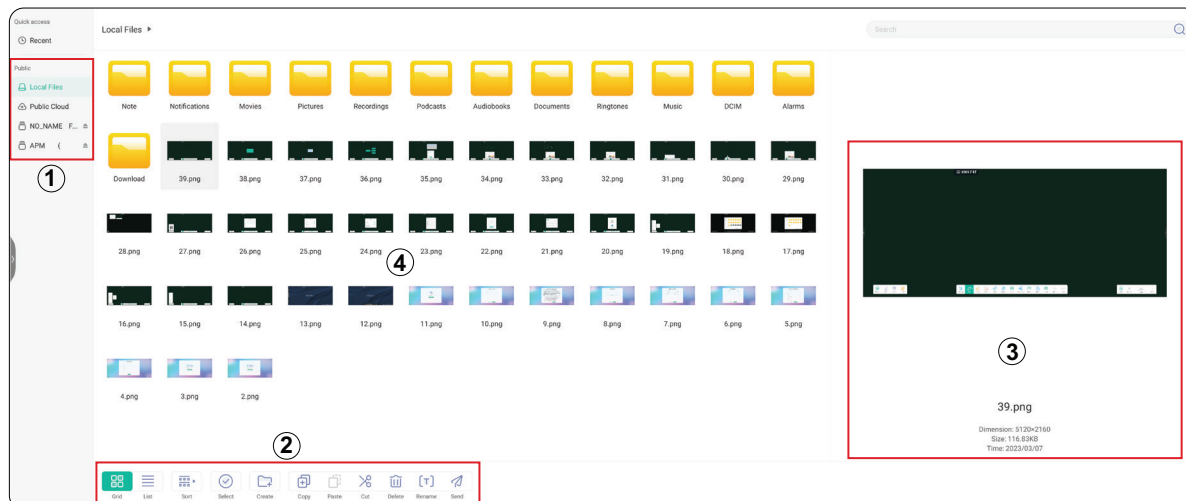 Quick access
Recent
Public
Local Files
Public Cloud
NO_NAME F...
APM (
1
Local Files
Search
Note Notifications Movies Pictures Recordings Podcasts Audiobooks Documents Ringtones Music DCIM Alarms
Download 39.png 38.png 37.png 36.png 35.png 34.png 33.png 32.png 31.png 30.png 29.png
28.png 27.png 26.png 25.png 24.png 23.png 22.png 21.png 20.png 19.png 18.png 17.png
4
16.png 15.png 14.png 13.png 12.png 11.png 10.png 9.png 8.png 7.png 6.png 5.png
4.png 3.png 2.png
2
Grid List Sort Select Create Copy Paste Cut Delete Rename Send
3
39.png
Dimension: 5120×2160
Size: 116.83KB
Time: 2023/03/07